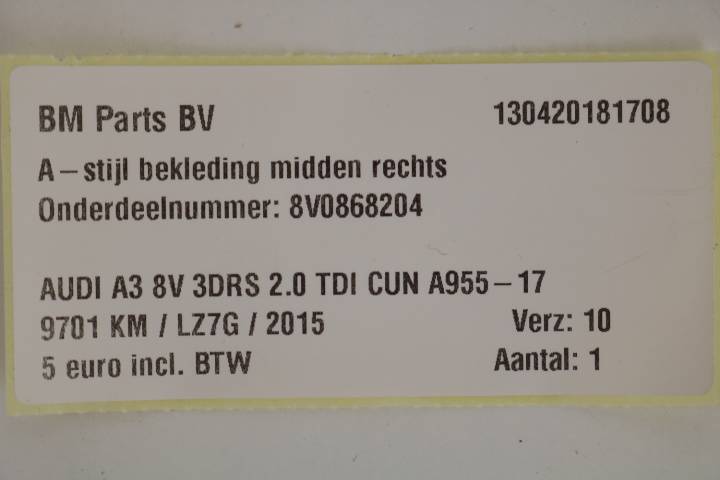 BM Parts BV 130420181708
A-stijl bekleding midden rechts
Onderdeelnummer: 8V0868204
AUDI A3 8V 3DRS 2.0 TDI CUN A955-17
9701 KM / LZ7G / 2015 Verz: 10
5 euro incl. BTW Aantal: 1